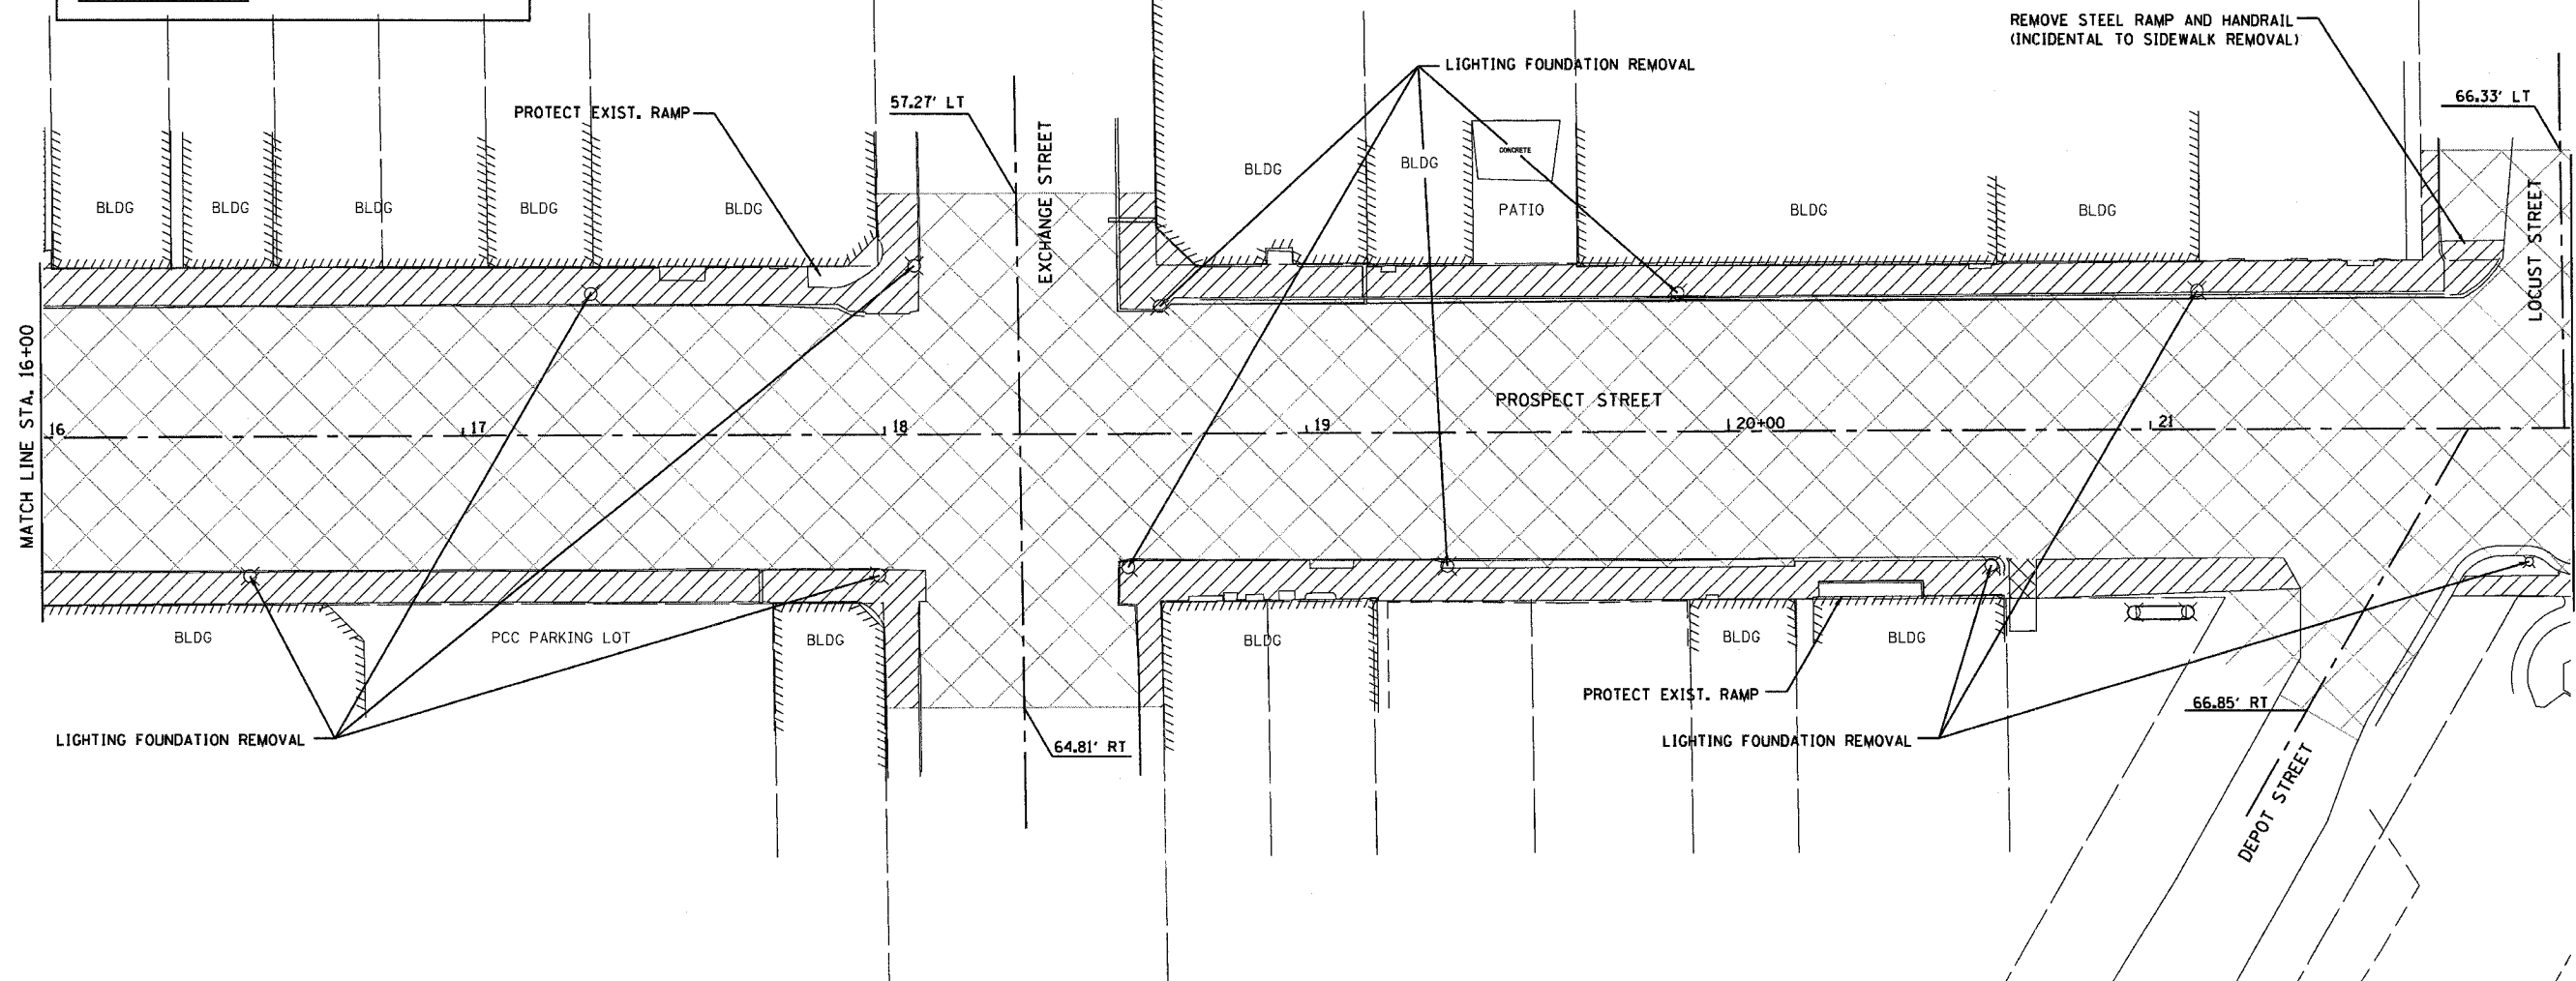 REMOVE STEEL RAMP AND HANDRAIL
(INCIDENTAL TO SIDEWALK REMOVAL)
LIGHTING FOUNDATION REMOVAL
PROTECT EXIST. RAMP
57.27' LT
66.33' LT
EXCHANGE STREET
LOCUST STREET
CONCRETE
BLDG
BLDG
BLDG
BLDG
BLDG
BLDG
BLDG
PATIO
BLDG
BLDG
MATCH LINE STA. 16+00
PROSPECT STREET
16
17
18
19
20+00
21
BLDG
PCC PARKING LOT
BLDG
BLDG
BLDG
BLDG
PROTECT EXIST. RAMP
66.85' RT
LIGHTING FOUNDATION REMOVAL
64.81' RT
LIGHTING FOUNDATION REMOVAL
DEPOT STREET